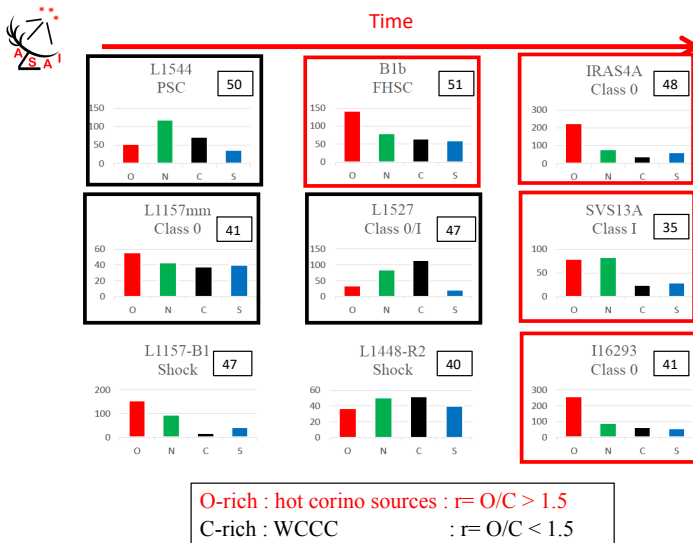 Time
ASAI
L1544
PSC
50
150
100
50
0
O N C S
B1b
FHSC
51
150
100
50
0
O N C S
IRAS4A
Class 0
48
300
200
100
0
O N C S
L1157mm
Class 0
41
60
40
20
0
O N C S
L1527
Class 0/I
47
150
100
50
0
O N C S
SVS13A
Class I
35
100
50
0
O N C S
L1157-B1
Shock
47
200
100
0
O N C S
L1448-R2
Shock
40
60
40
20
0
O N C S
I16293
Class 0
41
300
200
100
0
O N C S
O-rich : hot corino sources : r= O/C > 1.5
C-rich : WCCC : r= O/C < 1.5